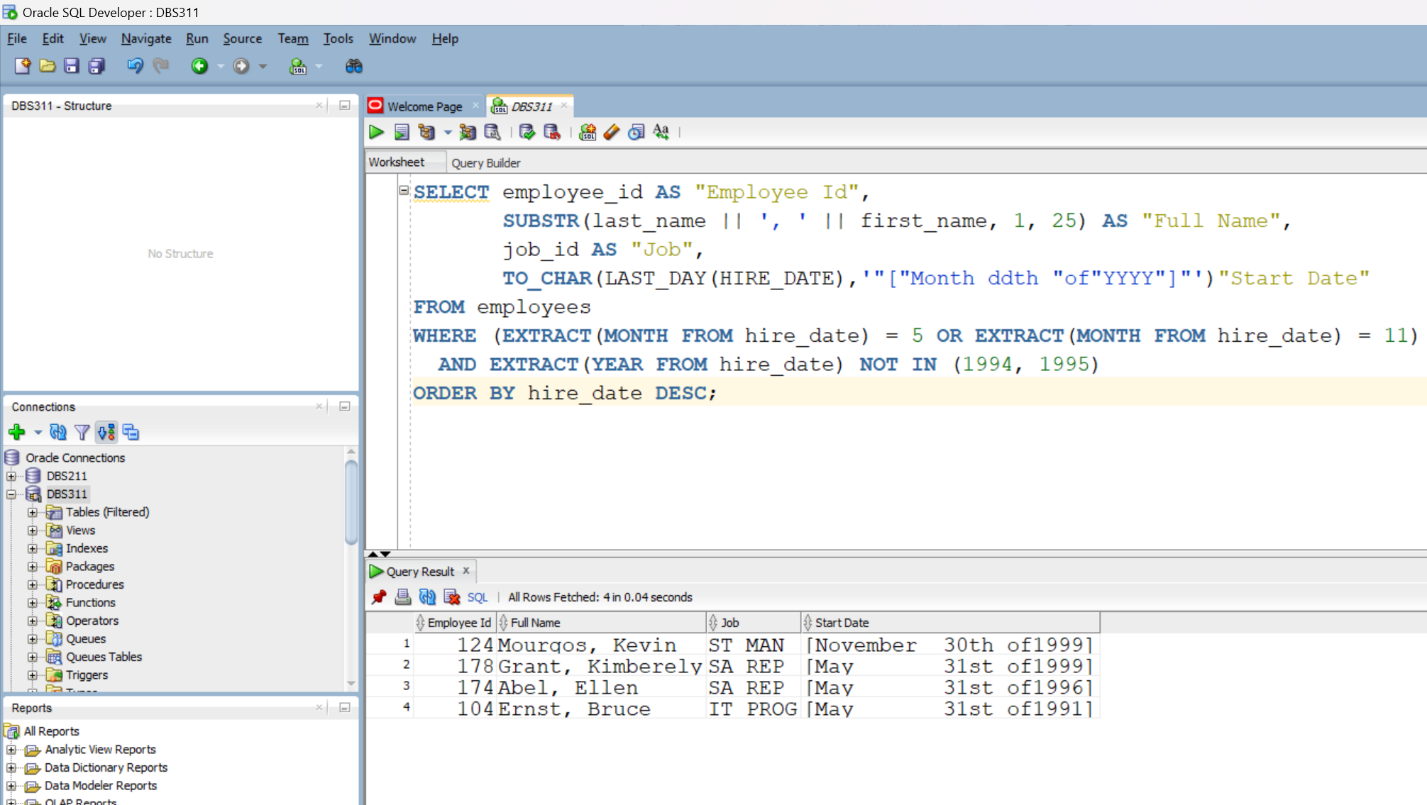 Oracle SQL Developer : DBS311
File Edit View Navigate Run Source Team Tools Window Help
DBS311 - Structure
No Structure
Connections
Oracle Connections
DBS211
DBS311
Tables (Filtered)
Views
Indexes
Packages
Procedures
Functions
Operators
Queues
Queues Tables
Triggers
Types
Reports
All Reports
Analytic View Reports
Data Dictionary Reports
Data Modeler Reports
OLAP Reports
Welcome Page DBS311
Worksheet Query Builder
SELECT employee_id AS "Employee Id",
SUBSTR(last_name || ', ' || first_name, 1, 25) AS "Full Name",
job_id AS "Job",
TO_CHAR(LAST_DAY(HIRE_DATE),'"["Month ddth "of"YYYY"]"')"Start Date"
FROM employees
WHERE (EXTRACT(MONTH FROM hire_date) = 5 OR EXTRACT(MONTH FROM hire_date) = 11)
AND EXTRACT(YEAR FROM hire_date) NOT IN (1994, 1995)
ORDER BY hire_date DESC;
Query Result
SQL | All Rows Fetched: 4 in 0.04 seconds
Employee Id Full Name Job Start Date
1 124 Mourgos, Kevin ST_MAN [November 30th of1999]
2 178 Grant, Kimberely SA_REP [May 31st of1999]
3 174 Abel, Ellen SA_REP [May 31st of1996]
4 104 Ernst, Bruce IT_PROG [May 31st of1991]